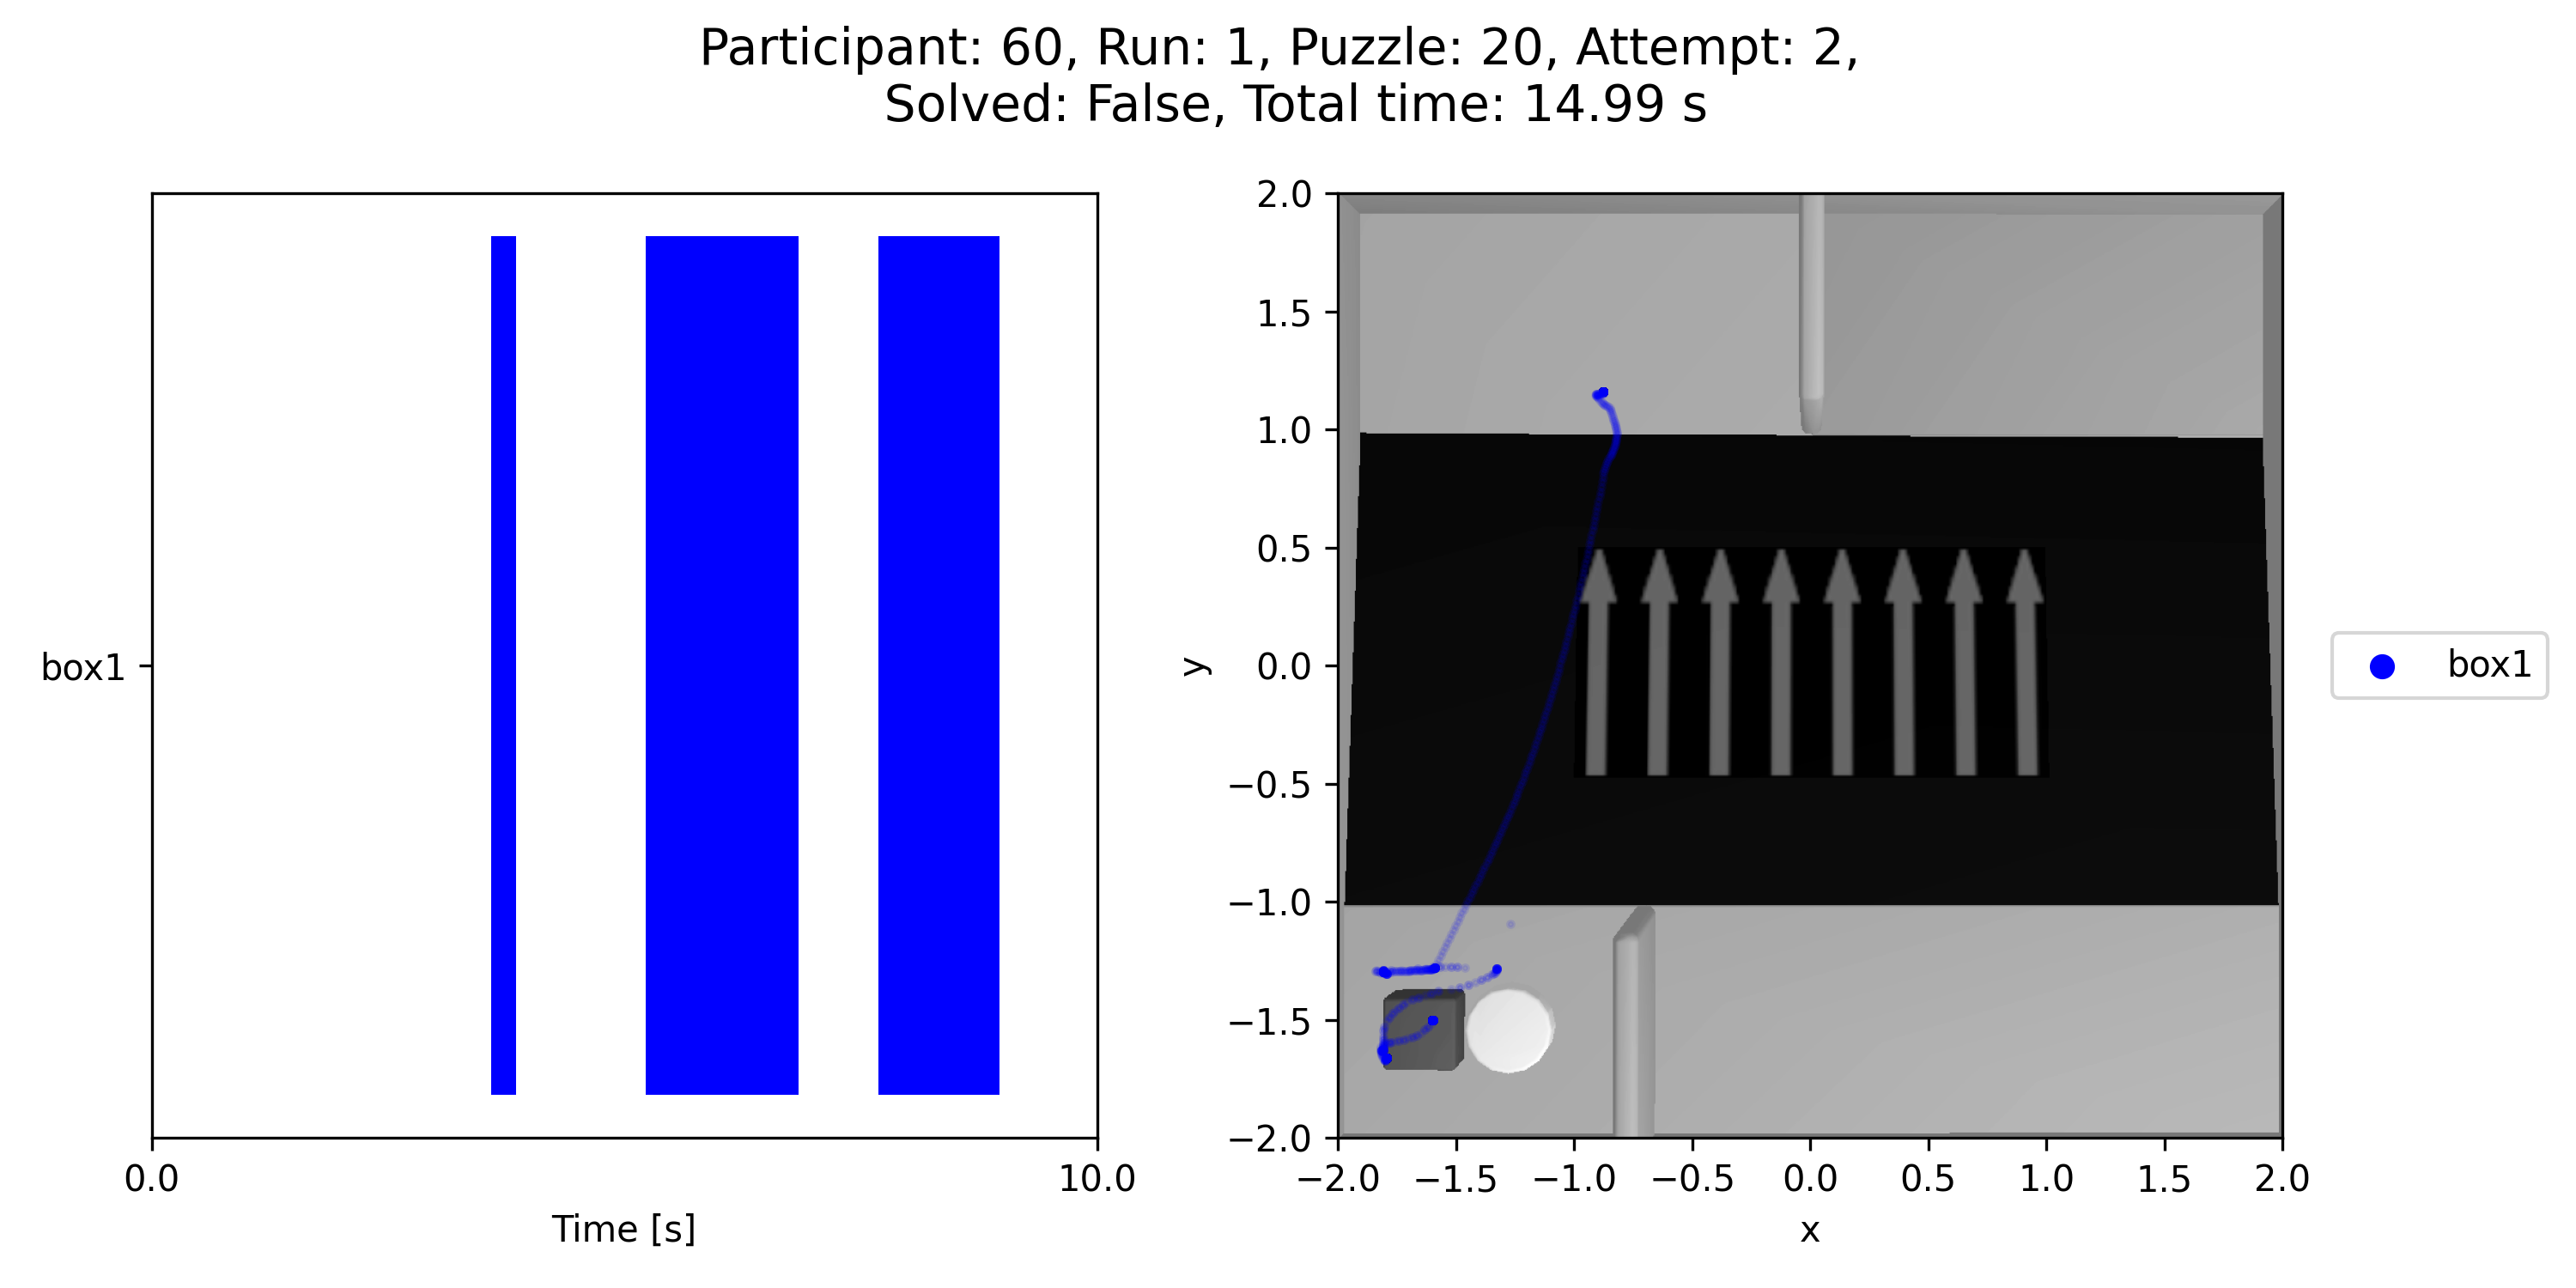 Participant: 60, Run: 1, Puzzle: 20, Attempt: 2,
Solved: False, Total time: 14.99 s
box1
0.0
10.0
Time [s]
2.0
1.5
1.0
0.5
0.0
−0.5
−1.0
−1.5
−2.0
y
−2.0
−1.5
−1.0
−0.5
0.0
0.5
1.0
1.5
2.0
x
box1